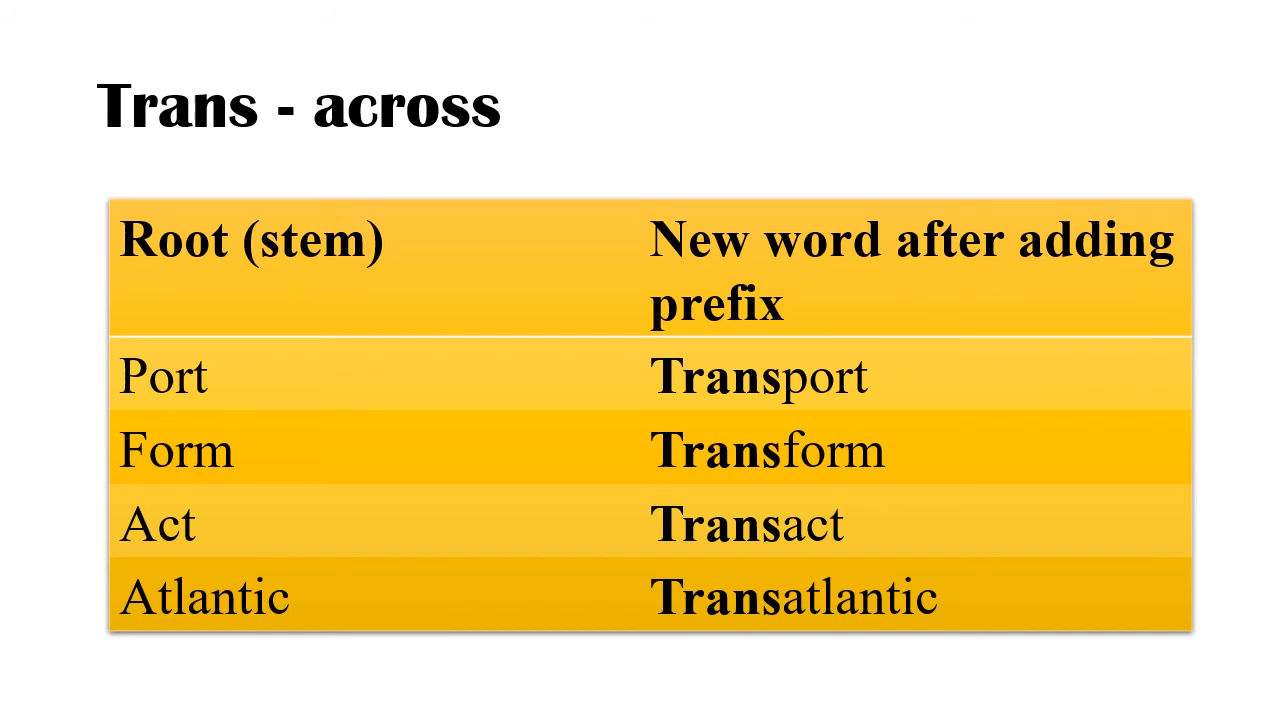 Trans - across
Root (stem) New word after adding
prefix
Port Transport
Form Transform
Act Transact
Atlantic Transatlantic